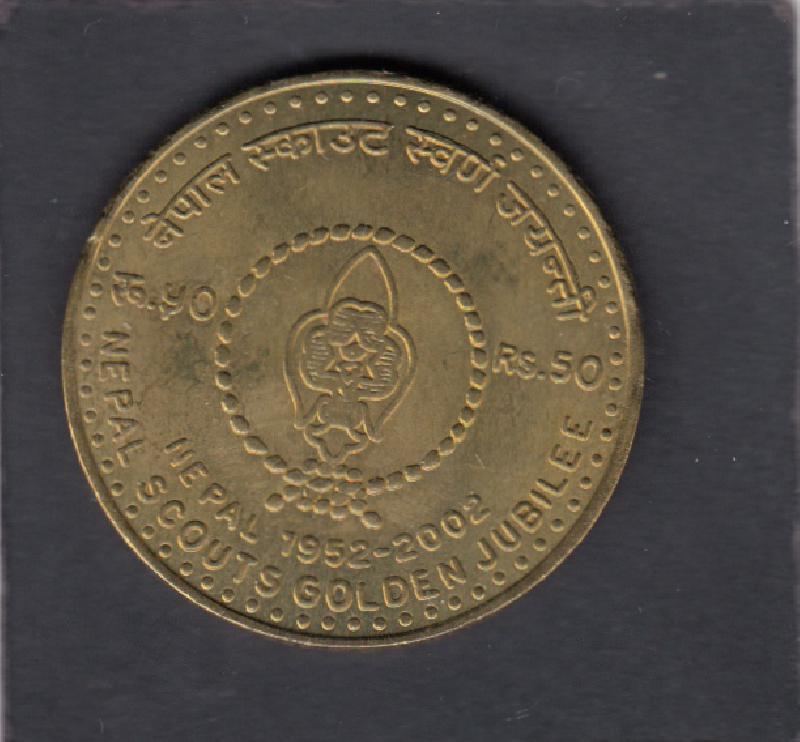 नेपाल स्काउट स्वर्ण जयन्ती
रू.५०
Rs.50
NEPAL 1952-2002
NEPAL SCOUTS GOLDEN JUBILEE